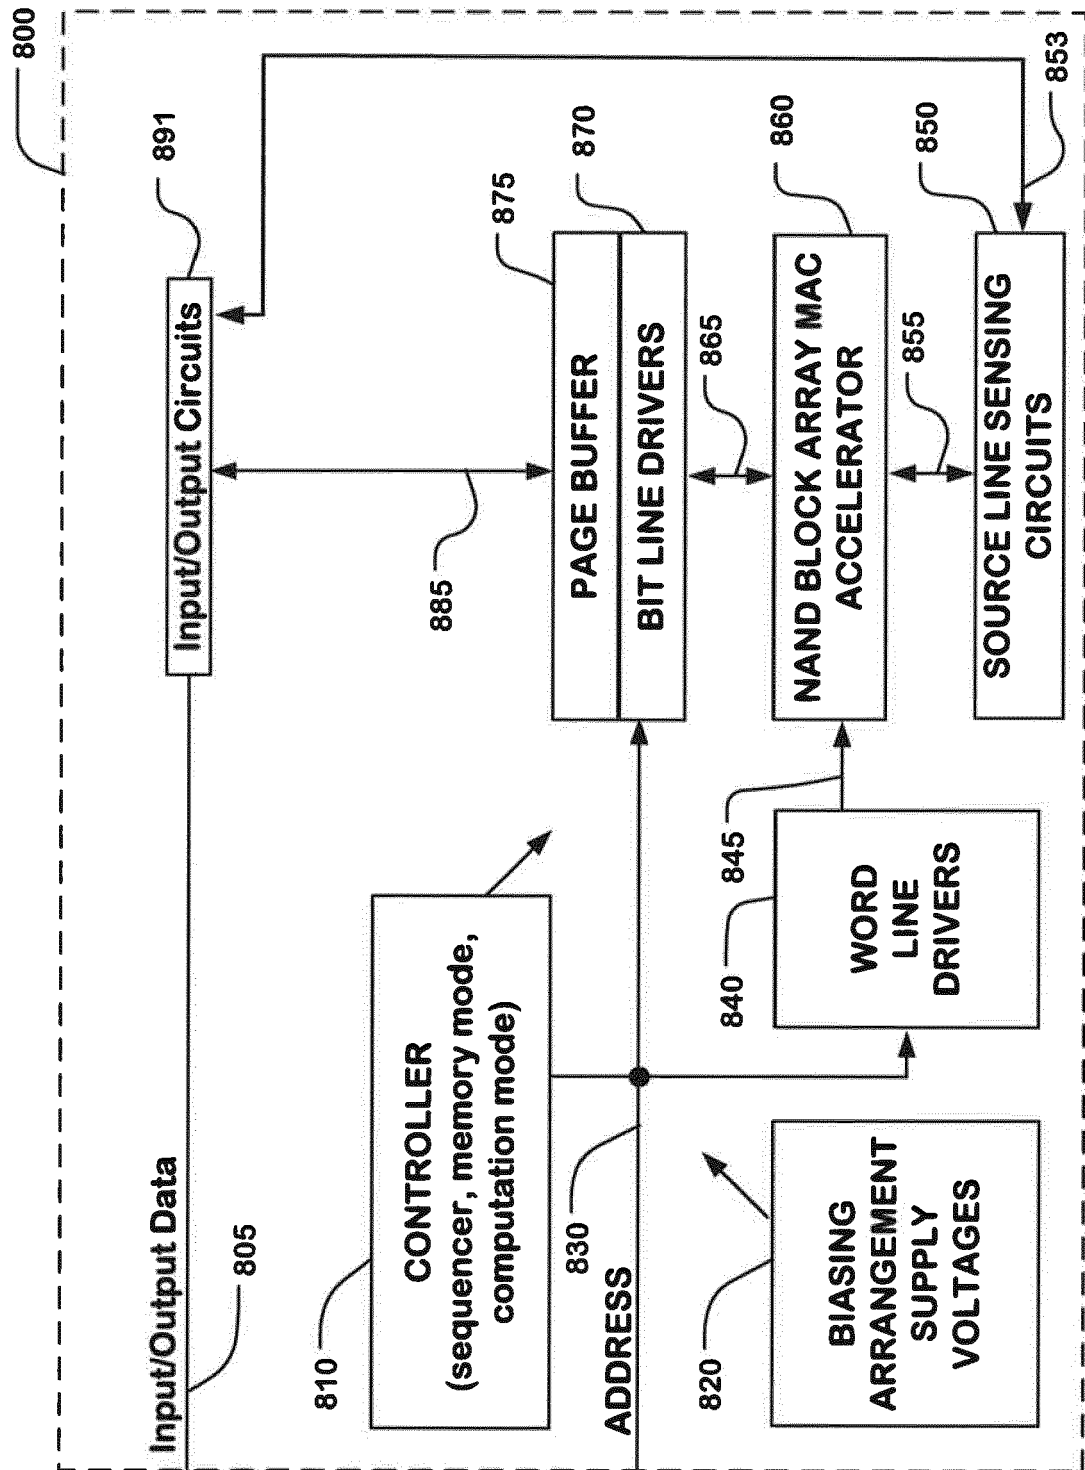 800
Input/Output Data
805
Input/Output Circuits
891
885
853
810
CONTROLLER
(sequencer, memory mode,
computation mode)
ADDRESS
830
PAGE BUFFER
875
BIT LINE DRIVERS
870
865
820
BIASING
ARRANGEMENT
SUPPLY
VOLTAGES
840
WORD
LINE
DRIVERS
845
NAND BLOCK ARRAY MAC
ACCELERATOR
860
855
SOURCE LINE SENSING
CIRCUITS
850